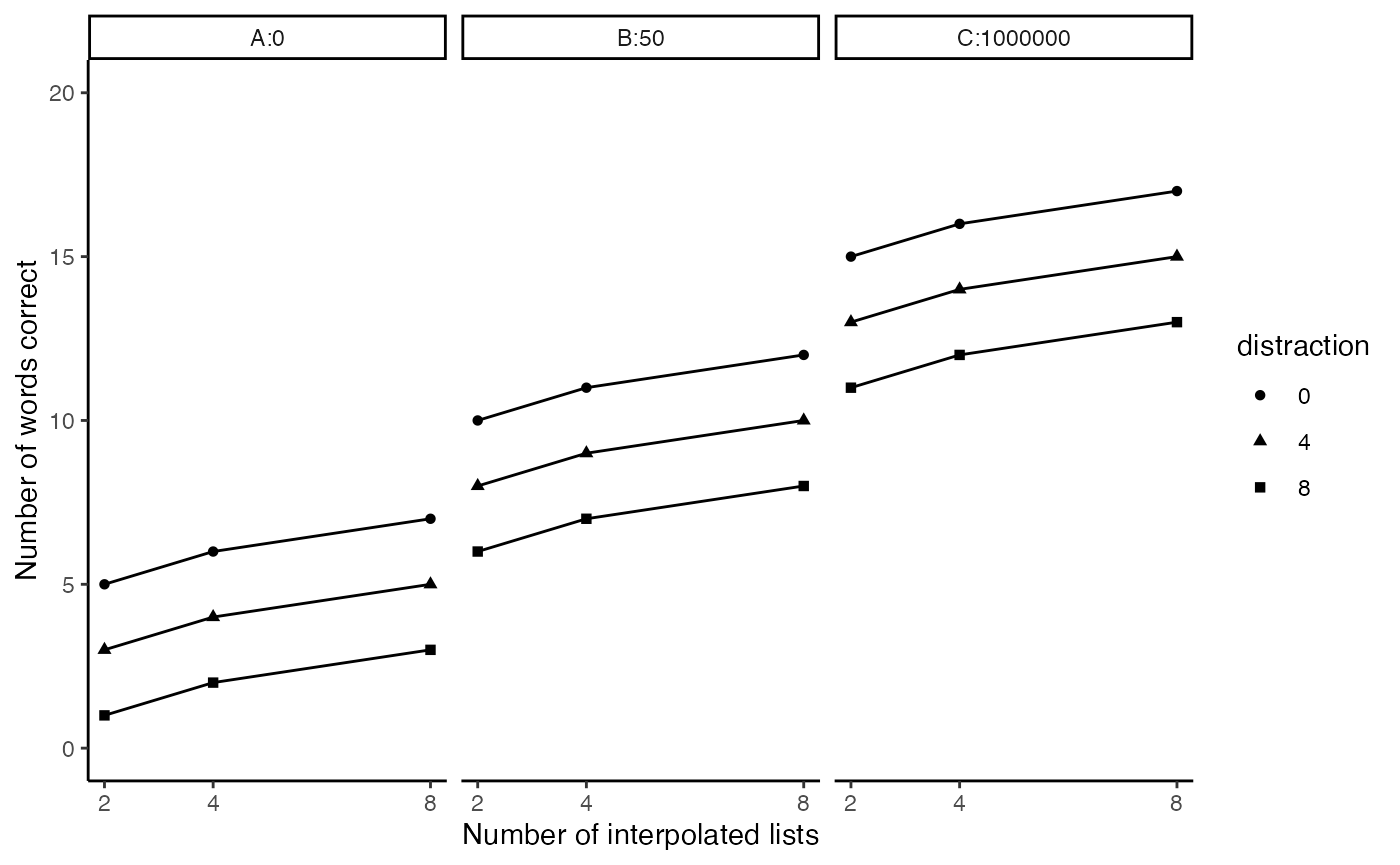 A:0 B:50 C:1000000
20
15
10
5
0
Number of words correct
2 4 8 2 4 8 2 4 8
Number of interpolated lists
distraction
0
4
8